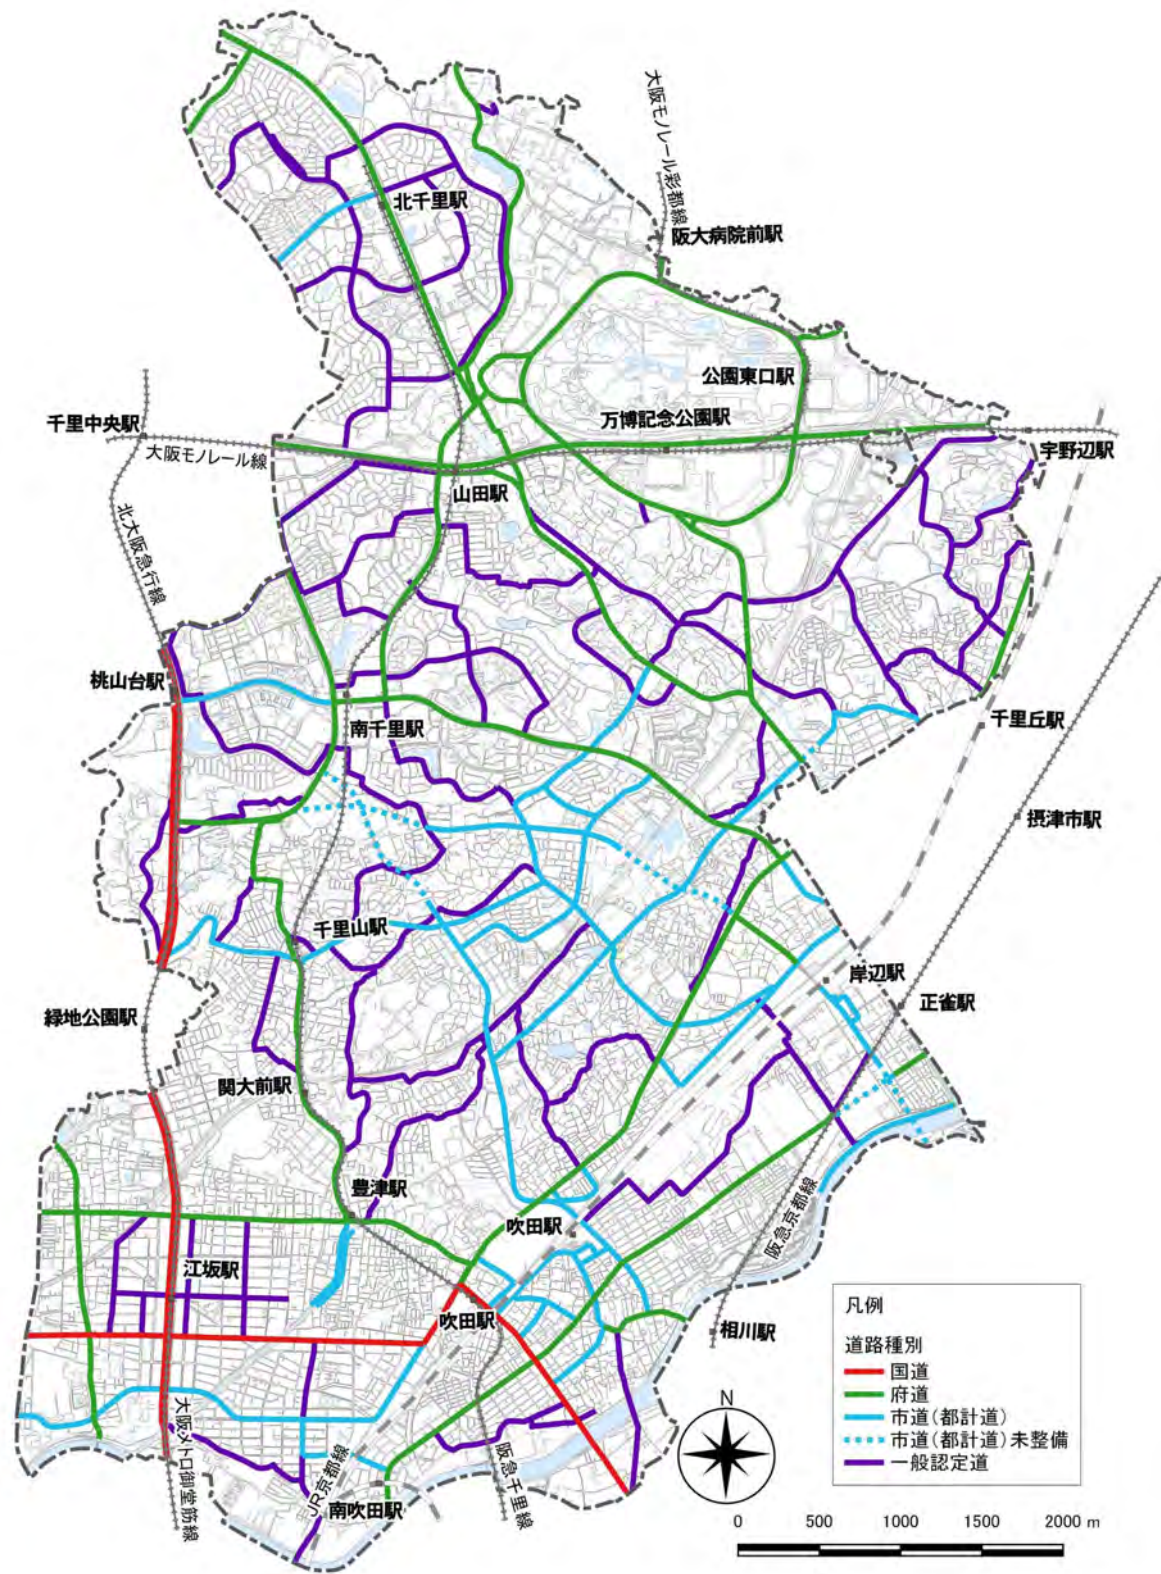 大阪モノレール彩都線
北千里駅
阪大病院前駅
公園東口駅
千里中央駅
万博記念公園駅
大阪モノレール線
宇野辺駅
山田駅
北大阪急行線
桃山台駅
南千里駅
千里丘駅
摂津市駅
千里山駅
岸辺駅
正雀駅
緑地公園駅
関大前駅
豊津駅
吹田駅
阪急京都線
江坂駅
吹田駅
相川駅
大阪メトロ御堂筋線
JR京都線
阪急千里線
南吹田駅
凡例
道路種別
国道
府道
市道(都計道)
市道(都計道)未整備
一般認定道
N
0 500 1000 1500 2000 m